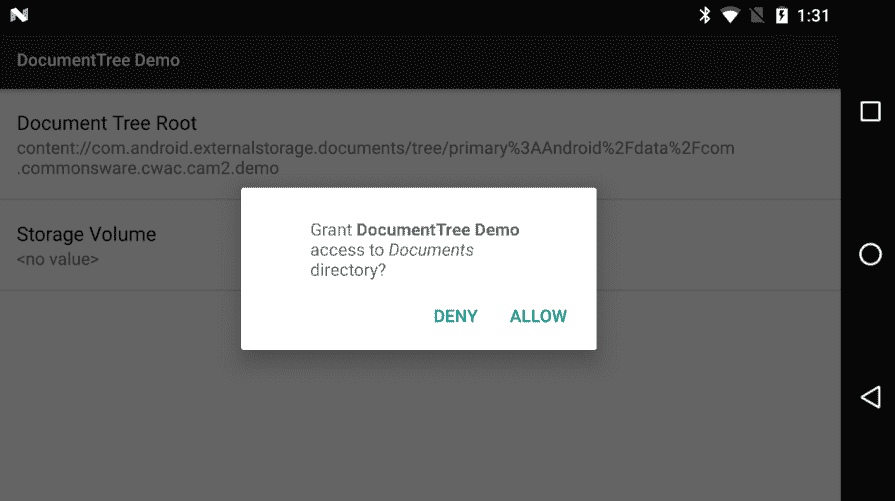 1:31
DocumentTree Demo
Document Tree Root
content://com.android.externalstorage.documents/tree/primary%3AAndroid%2Fdata%2Fcom
.commonsware.cwac.cam2.demo
Storage Volume
<no value>
Grant DocumentTree Demo
access to Documents
directory?
DENY ALLOW